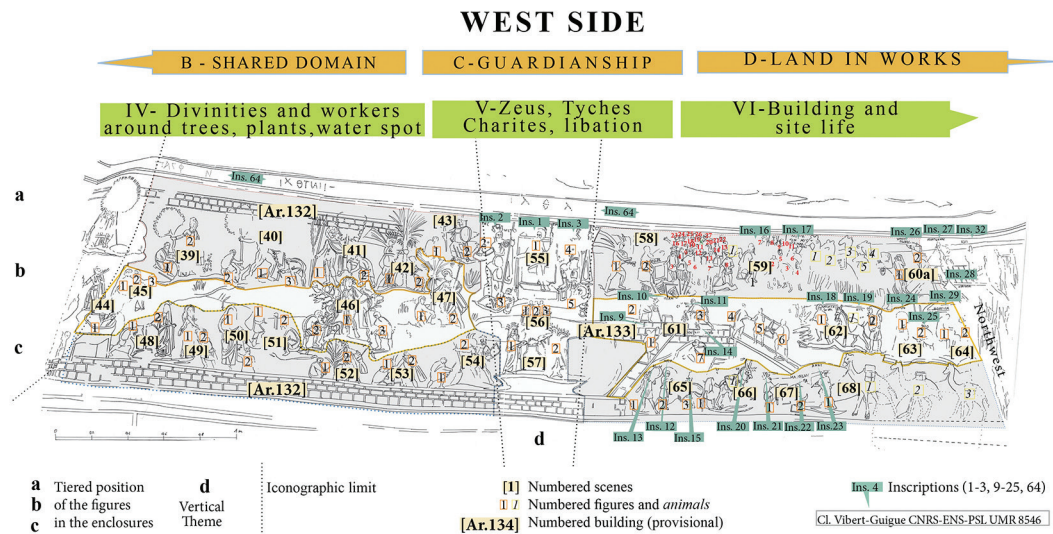 WEST SIDE
B - SHARED DOMAIN
C-GUARDIANSHIP
D-LAND IN WORKS
IV- Divinities and workers
around trees, plants,water spot
V-Zeus, Tyches
Charites, libation
VI-Building and
site life
a
b
c
Ins. 64
Ins. 2
Ins. 1
Ins. 3
Ins. 64
Ins. 16
Ins. 17
Ins. 26
Ins. 27
Ins. 32
[Ar.132]
[43]
[39]
[40]
[41]
[42]
[55]
[58]
[59]
[60a]
Ins. 28
[44]
[45]
[46]
[47]
[56]
Ins. 10
Ins. 11
Ins. 18
Ins. 19
Ins. 24
Ins. 29
Ins. 9
Ins. 25
[Ar.133]
[61]
Ins. 14
[62]
[63]
[64]
Northwest
[48]
[49]
[50]
[51]
[52]
[53]
[54]
[57]
[65]
[66]
[67]
[68]
[Ar.132]
Ins. 13
Ins. 12
Ins.15
Ins. 20
Ins. 21
Ins.22
Ins.23
d
a Tiered position
b of the figures
c in the enclosures
d
Vertical
Theme
Iconographic limit
[1] Numbered scenes
1 1 Numbered figures and animals
[Ar.134] Numbered building (provisional)
Ins. 4 Inscriptions (1-3, 9-25, 64)
Cl. Vibert-Guigue CNRS-ENS-PSL UMR 8546